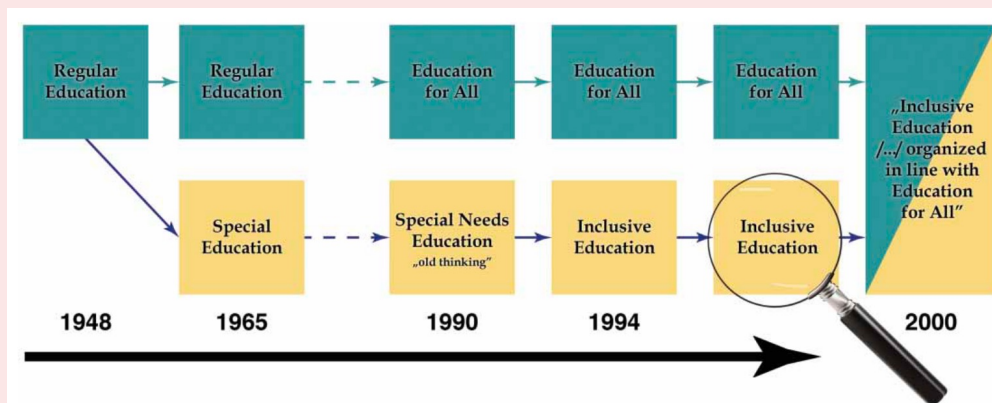 Regular
Education
Regular
Education
Education
for All
Education
for All
Education
for All
„Inclusive
Education
/.../ organized
in line with
Education
for All”
Special
Education
Special Needs
Education
„old thinking”
Inclusive
Education
Inclusive
Education
1948
1965
1990
1994
2000